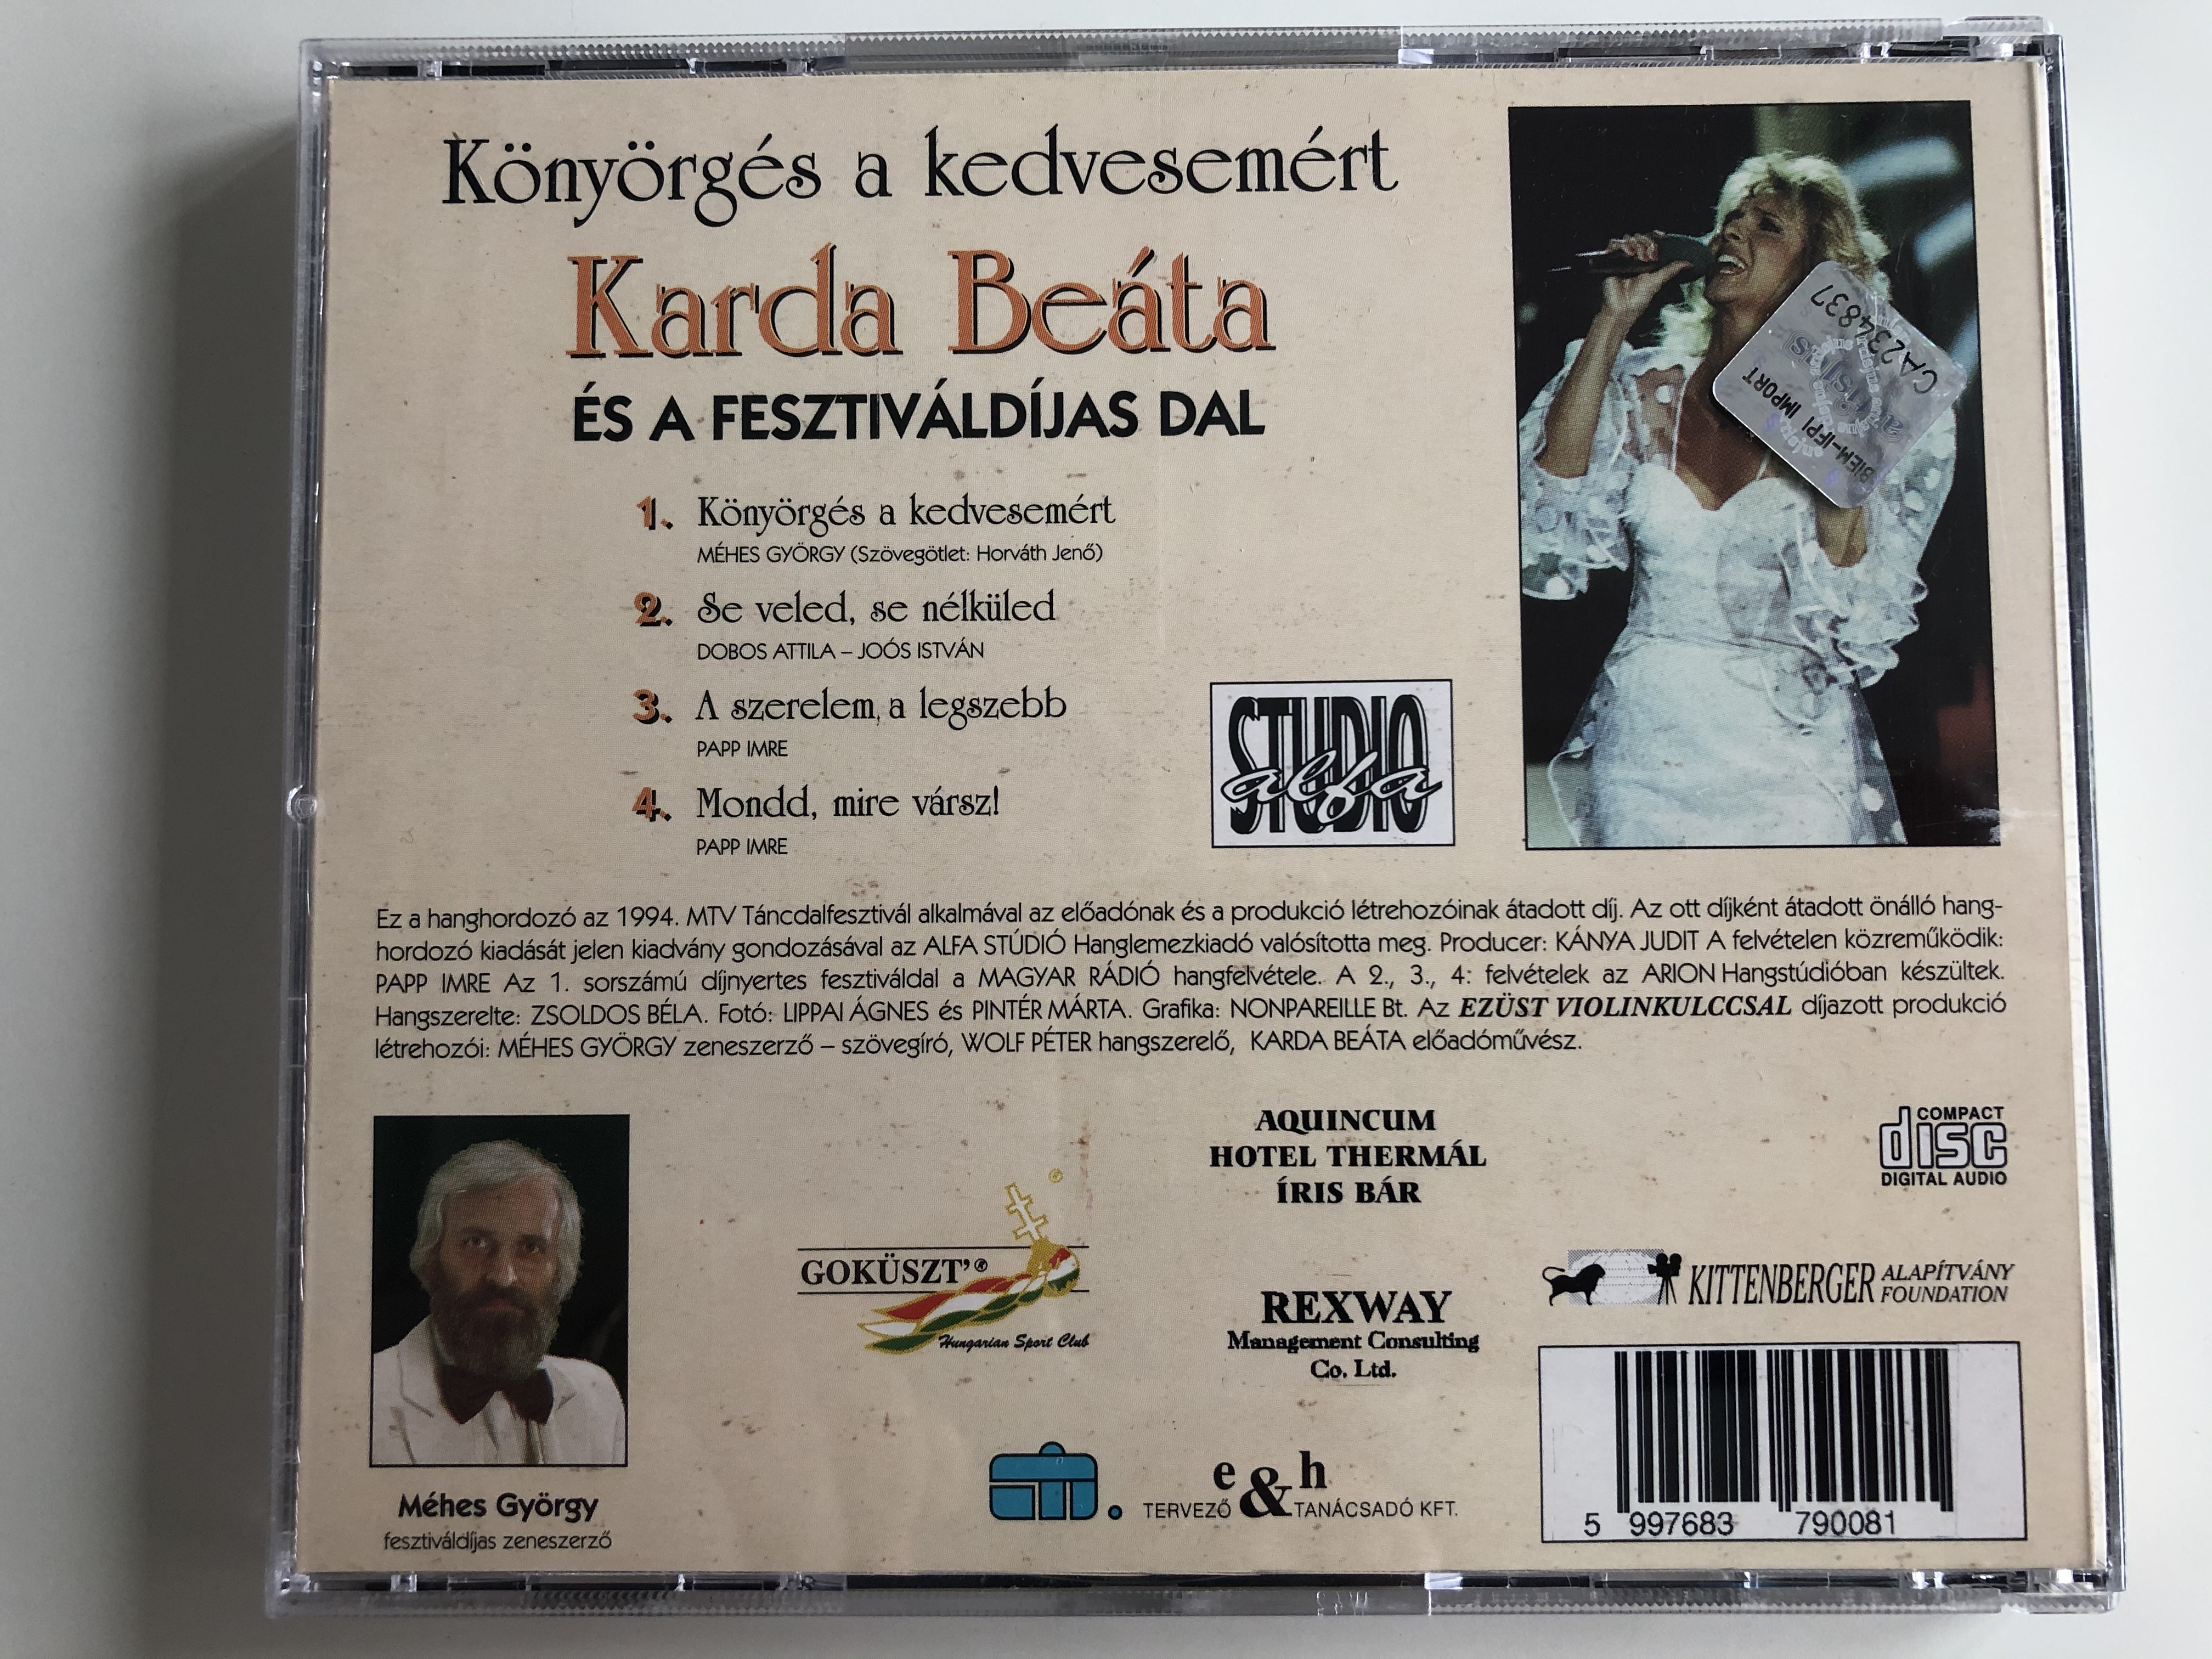 Könyörgés a kedvesemért
Karda Beáta
ÉS A FESZTIVÁLDÍJAS DAL
1. Könyörgés a kedvesemért
MÉHES GYÖRGY (Szövegötlet: Horváth Jenő)
2. Se veled, se nélküled
DOBOS ATTILA – JOÓS ISTVÁN
3. A szerelem, a legszebb
PAPP IMRE
4. Mondd, mire vársz!
PAPP IMRE
STUDIO
alfa
CA234837
BIEM-IFPI IMPORT
Ez a hanghordozó az 1994. MTV Táncdalfesztivál alkalmával az előadónak és a produkció létrehozóinak átadott díj. Az ott díjként átadott önálló hang-
hordozó kiadását jelen kiadvány gondozásával az ALFA STÚDIÓ Hanglemezkiadó valósította meg. Producer: KÁNYA JUDIT A felvételen közreműködik:
PAPP IMRE Az 1. sorszámú díjnyertes fesztiváldal a MAGYAR RÁDIÓ hangfelvétele. A 2., 3., 4: felvételek az ARION Hangstúdióban készültek.
Hangszerelte: ZSOLDOS BÉLA. Fotó: LIPPAI ÁGNES és PINTÉR MÁRTA. Grafika: NONPAREILLE Bt. Az EZÜST VIOLINKULCCSAL díjazott produkció
létrehozói: MÉHES GYÖRGY zeneszerző – szövegíró, WOLF PÉTER hangszerelő, KARDA BEÁTA előadóművész.
Méhes György
fesztiváldíjas zeneszerző
GOKÜSZT'®
Hungarian Sport Club
AQUINCUM
HOTEL THERMÁL
ÍRIS BÁR
REXWAY
Management Consulting
Co. Ltd.
e & h
TERVEZŐ TANÁCSADÓ KFT.
COMPACT
disc
DIGITAL AUDIO
KITTENBERGER ALAPÍTVÁNY
FOUNDATION
5 997683 790081